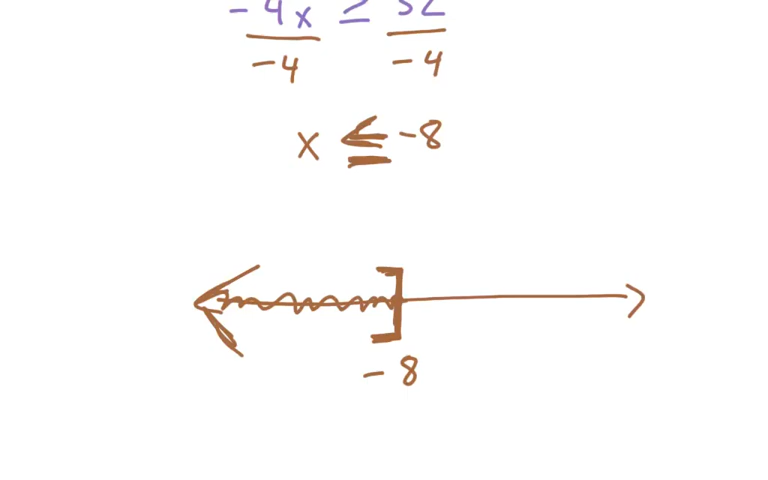 -4x ≥ 32
-4 -4
x ≤ -8
]
-8